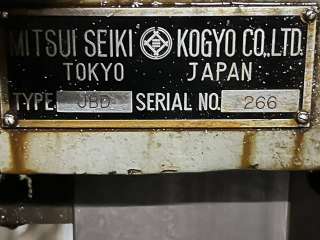 MITSUI SEIKI KOGYO CO.,LTD.
TOKYO JAPAN
TYPE JBD SERIAL NO. 266